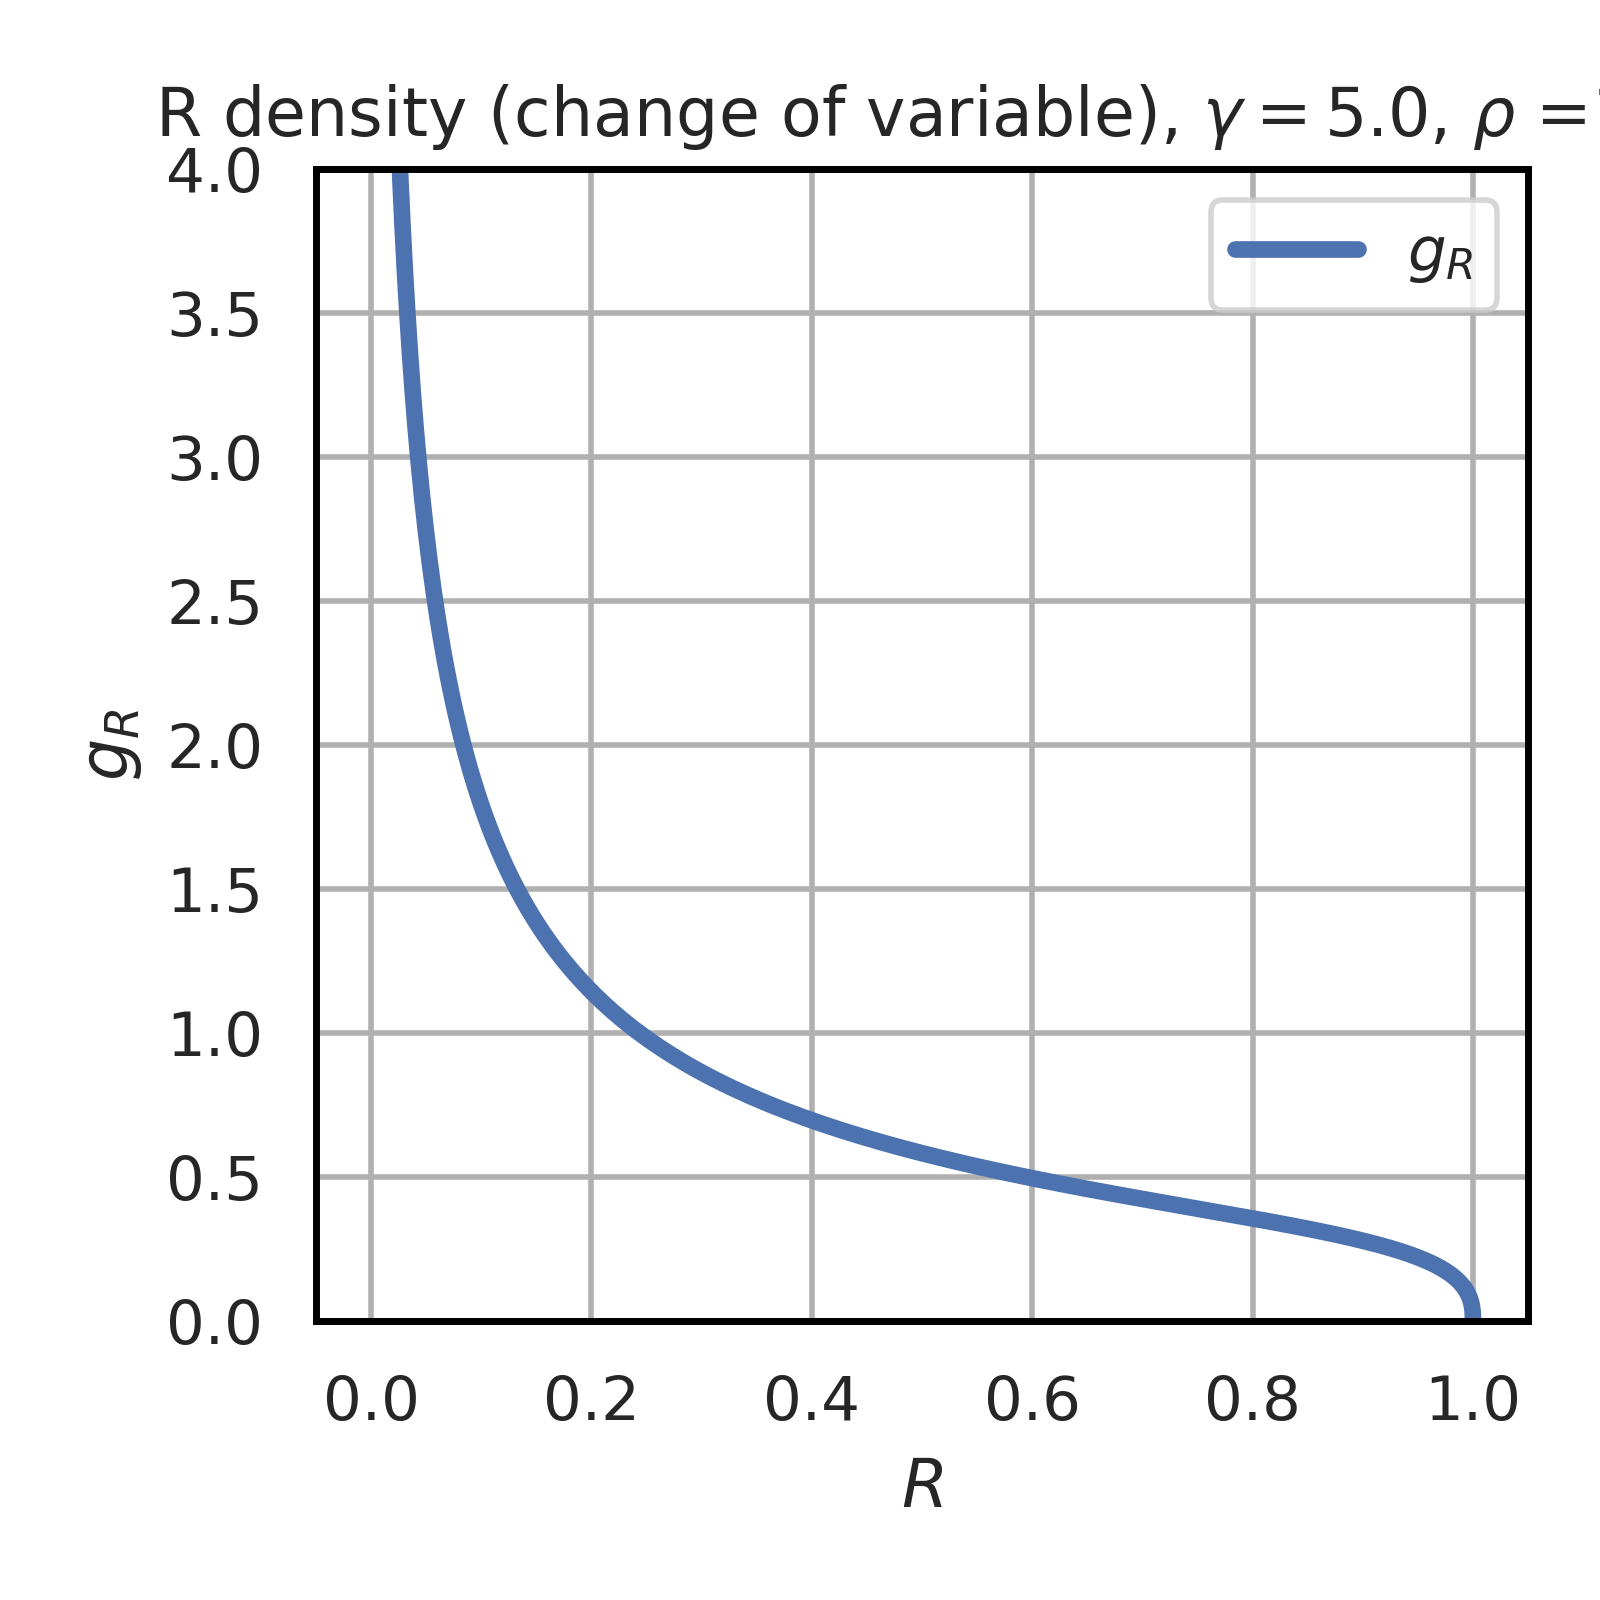 R density (change of variable), γ = 5.0, ρ =
4.0
3.5
3.0
2.5
2.0
1.5
1.0
0.5
0.0
g_R
g_R
0.0 0.2 0.4 0.6 0.8 1.0
R